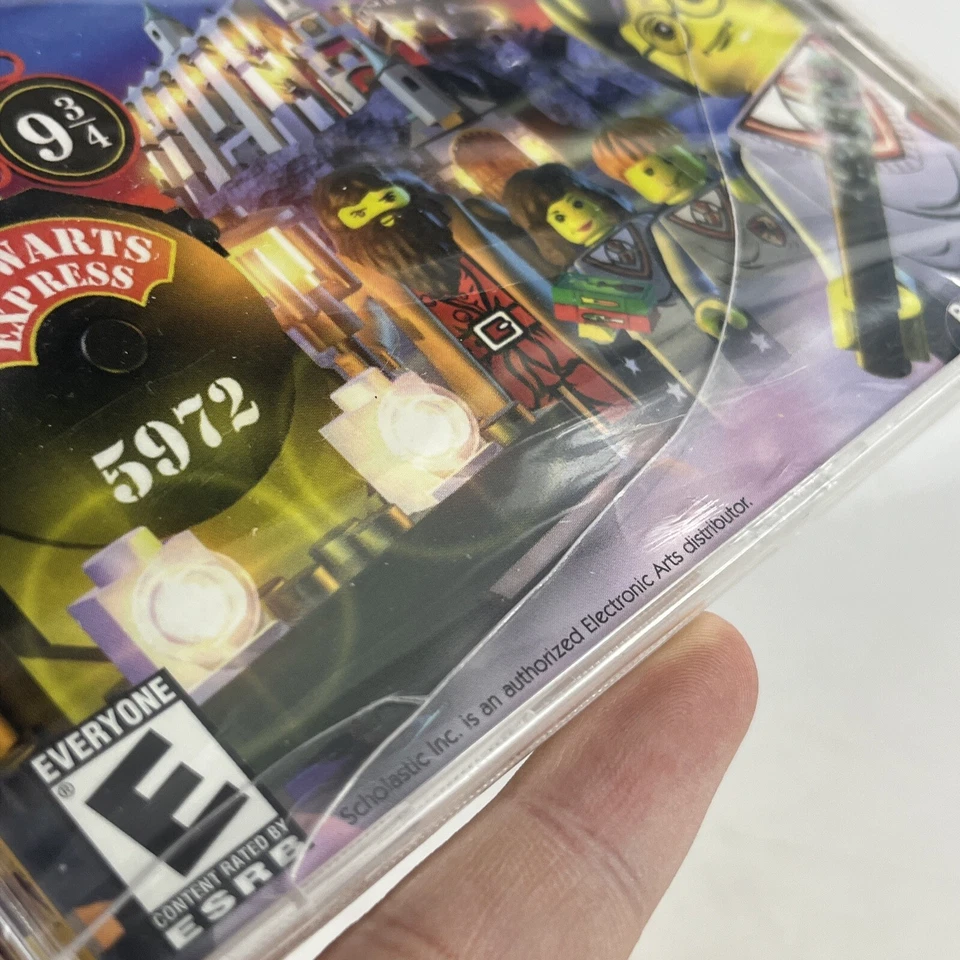 9 3/4
WARTS
EXPRESS
5972
Scholastic Inc. is an authorized Electronic Arts distributor.
EVERYONE
E
®
CONTENT RATED BY
ESRB